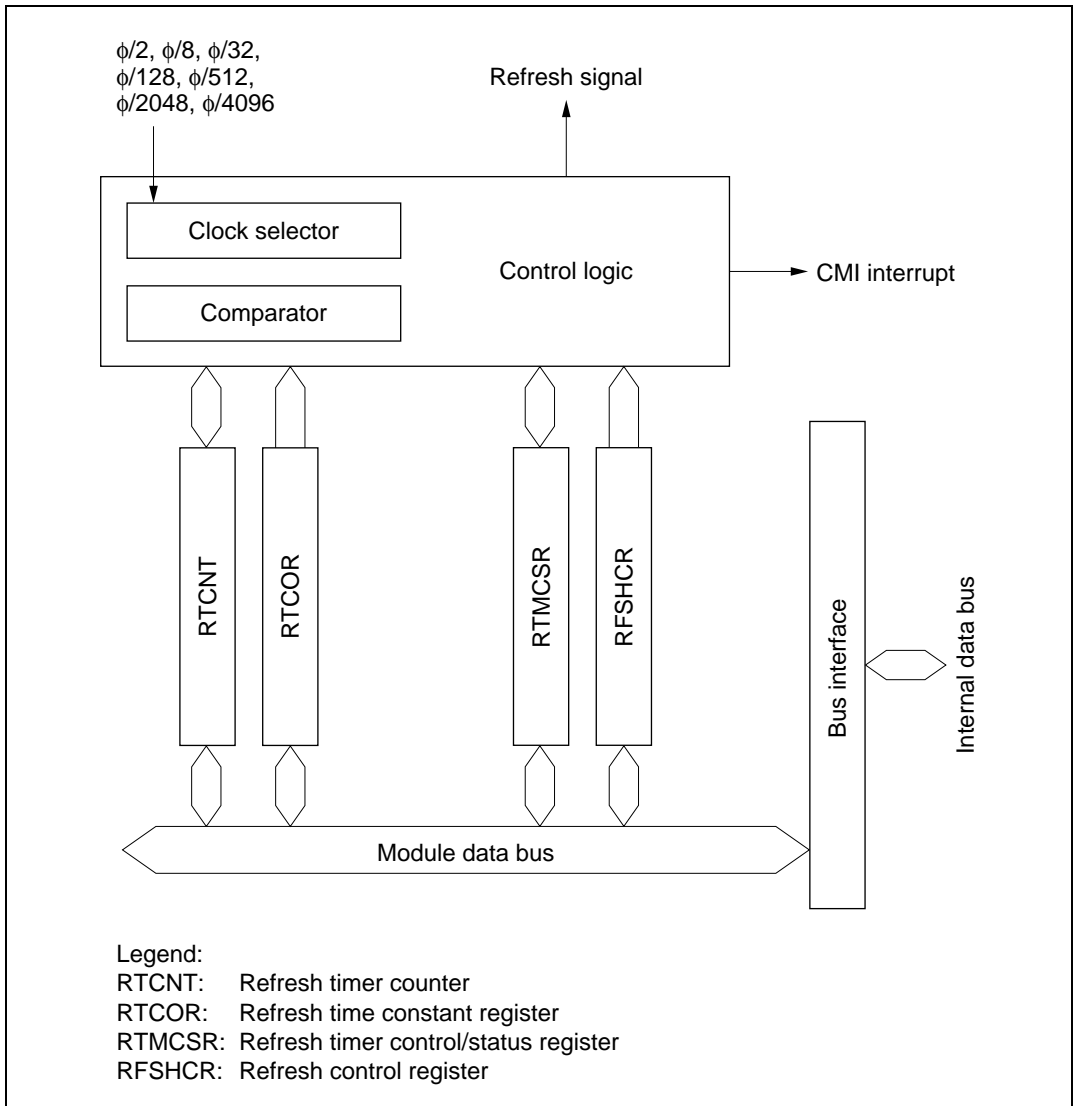 ϕ/2, ϕ/8, ϕ/32,
ϕ/128, ϕ/512,
ϕ/2048, ϕ/4096
Refresh signal
Clock selector
Control logic
CMI interrupt
Comparator
RTCNT
RTCOR
RTMCSR
RFSHCR
Bus interface
Internal data bus
Module data bus
Legend:
RTCNT: Refresh timer counter
RTCOR: Refresh time constant register
RTMCSR: Refresh timer control/status register
RFSHCR: Refresh control register